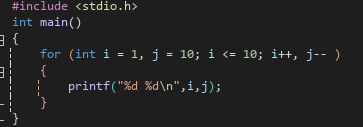 #include <stdio.h>
int main()
{
for (int i = 1, j = 10; i <= 10; i++, j-- )
{
printf("%d %d\n",i,j);
}
}